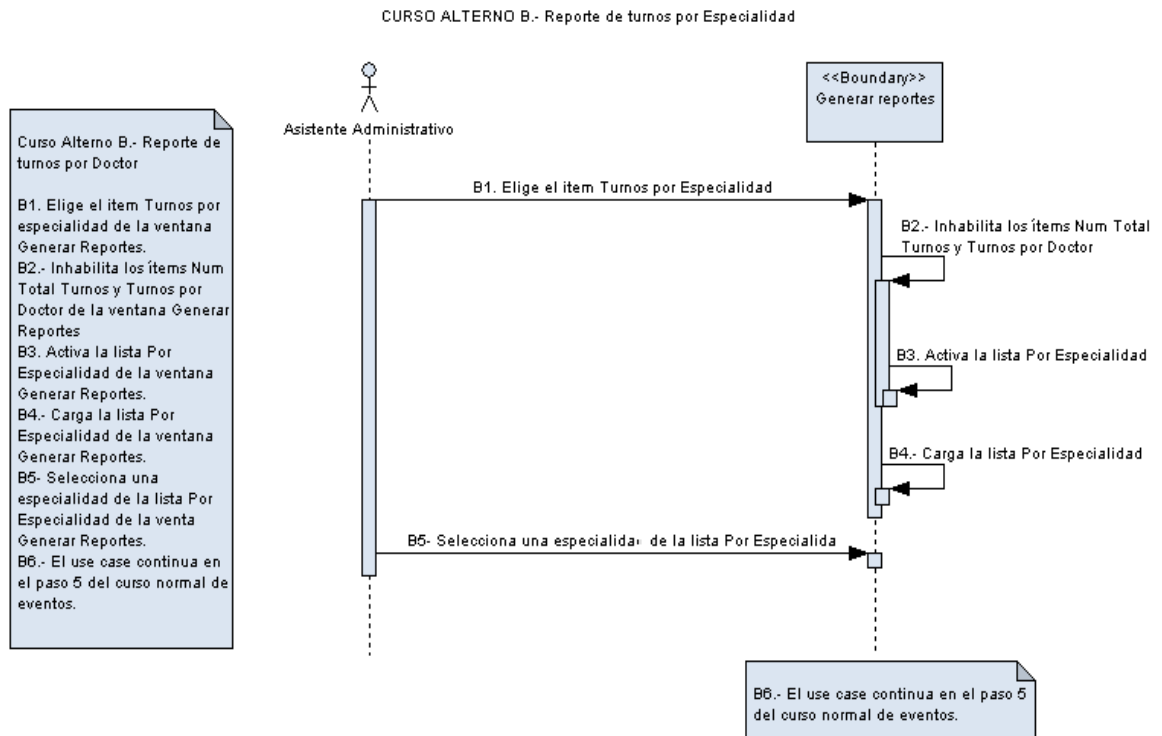 CURSO ALTERNO B.- Reporte de turnos por Especialidad
Curso Alterno B.- Reporte de
turnos por Doctor
B1. Elige el item Turnos por
especialidad de la ventana
Generar Reportes.
B2.- Inhabilita los ítems Num
Total Turnos y Turnos por
Doctor de la ventana Generar
Reportes
B3. Activa la lista Por
Especialidad de la ventana
Generar Reportes.
B4.- Carga la lista Por
Especialidad de la ventana
Generar Reportes.
B5- Selecciona una
especialidad de la lista Por
Especialidad de la venta
Generar Reportes.
B6.- El use case continua en
el paso 5 del curso normal de
eventos.
Asistente Administrativo
<<Boundary>>
Generar reportes
B1. Elige el item Turnos por Especialidad
B2.- Inhabilita los ítems Num Total
Turnos y Turnos por Doctor
B3. Activa la lista Por Especialidad
B4.- Carga la lista Por Especialidad
B5- Selecciona una especialida de la lista Por Especialida
B6.- El use case continua en el paso 5
del curso normal de eventos.